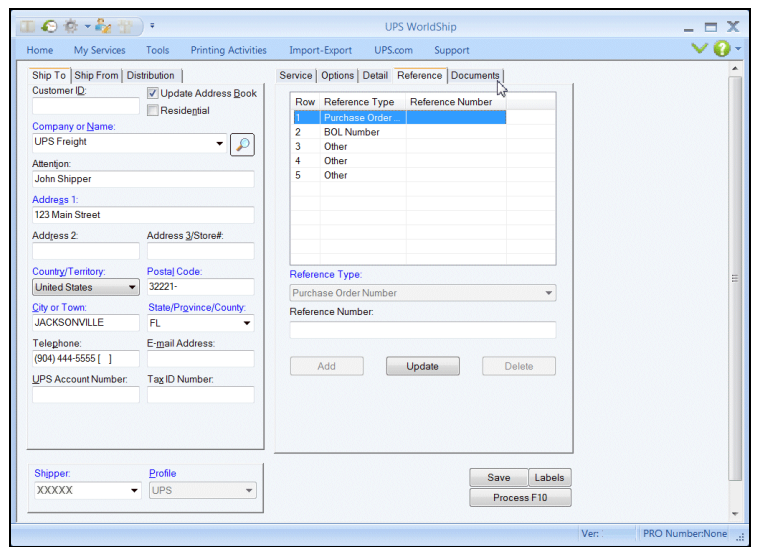 UPS WorldShip
Home My Services Tools Printing Activities Import-Export UPS.com Support
Ship To Ship From Distribution
Customer ID:
Update Address Book
Residential
Company or Name:
UPS Freight
Attention:
John Shipper
Address 1:
123 Main Street
Address 2: Address 3/Store#:
Country/Territory: Postal Code:
United States 32221-
City or Town: State/Province/County:
JACKSONVILLE FL
Telephone: E-mail Address:
(904) 444-5555 [ ]
UPS Account Number: Tax ID Number:
Shipper: Profile
XXXXX UPS
Service Options Detail Reference Documents
Row Reference Type Reference Number
1 Purchase Order ...
2 BOL Number
3 Other
4 Other
5 Other
Reference Type:
Purchase Order Number
Reference Number:
Add Update Delete
Save Labels
Process F10
Ver: PRO Number:None